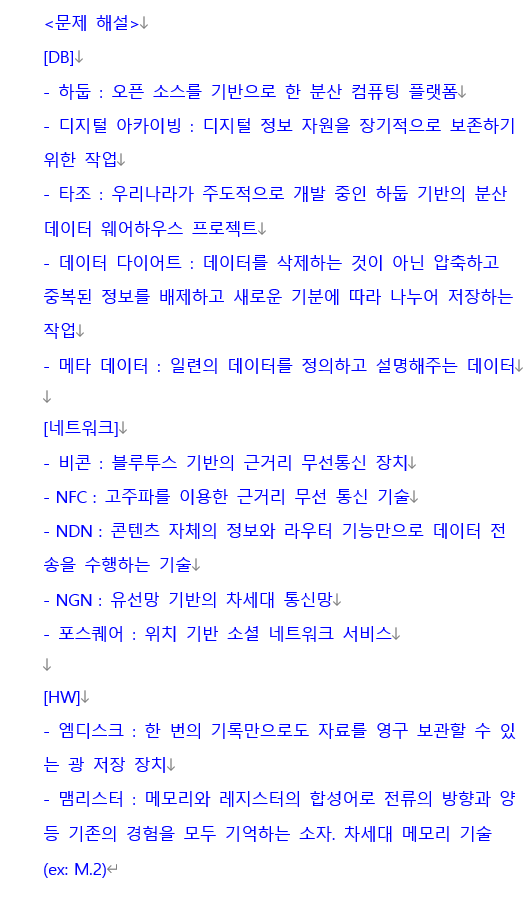 <문제 해설>↓
[DB]↓
- 하둡 : 오픈 소스를 기반으로 한 분산 컴퓨팅 플랫폼↓
- 디지털 아카이빙 : 디지털 정보 자원을 장기적으로 보존하기
위한 작업↓
- 타조 : 우리나라가 주도적으로 개발 중인 하둡 기반의 분산
데이터 웨어하우스 프로젝트↓
- 데이터 다이어트 : 데이터를 삭제하는 것이 아닌 압축하고
중복된 정보를 배제하고 새로운 기분에 따라 나누어 저장하는
작업↓
- 메타 데이터 : 일련의 데이터를 정의하고 설명해주는 데이터↓
↓
[네트워크]↓
- 비콘 : 블루투스 기반의 근거리 무선통신 장치↓
- NFC : 고주파를 이용한 근거리 무선 통신 기술↓
- NDN : 콘텐츠 자체의 정보와 라우터 기능만으로 데이터 전
송을 수행하는 기술↓
- NGN : 유선망 기반의 차세대 통신망↓
- 포스퀘어 : 위치 기반 소셜 네트워크 서비스↓
↓
[HW]↓
- 엠디스크 : 한 번의 기록만으로도 자료를 영구 보관할 수 있
는 광 저장 장치↓
- 맴리스터 : 메모리와 레지스터의 합성어로 전류의 방향과 양
등 기존의 경험을 모두 기억하는 소자. 차세대 메모리 기술
(ex: M.2)↵